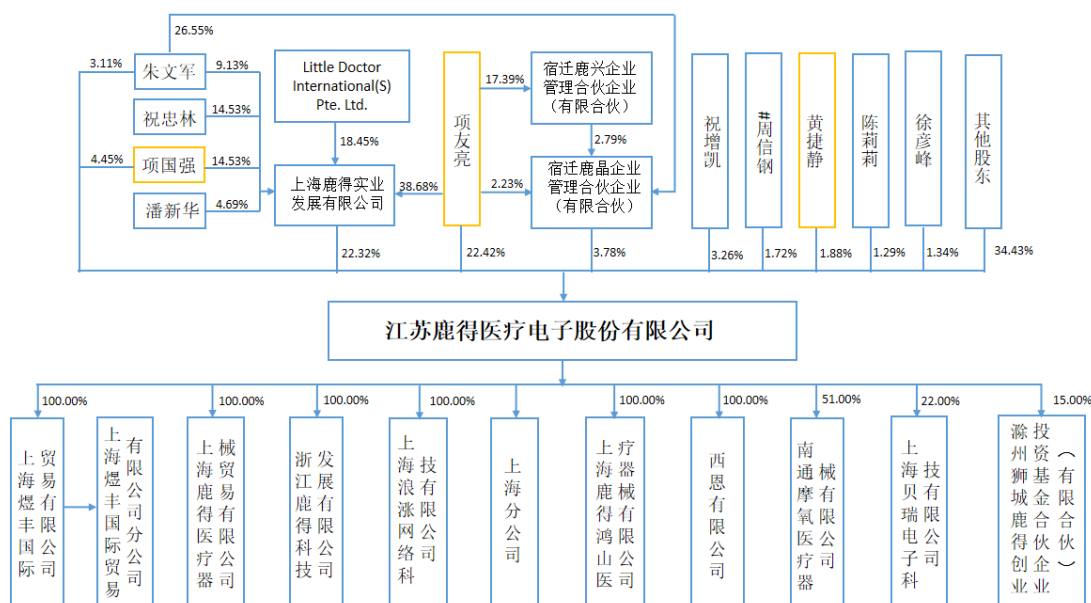 26.55%
3.11%
朱文军
9.13%
祝忠林
14.53%
4.45%
项国强
14.53%
潘新华
4.69%
Little Doctor
International(S)
Pte. Ltd.
18.45%
上海鹿得实业
发展有限公司
38.68%
项友亮
17.39%
2.23%
宿迁鹿兴企业
管理合伙企业
（有限合伙）
2.79%
宿迁鹿晶企业
管理合伙企业
（有限合伙）
祝增凯
#周信钢
黄捷静
陈莉莉
徐彦峰
其他股东
22.32%
22.42%
3.78%
3.26%
1.72%
1.88%
1.29%
1.34%
34.43%
江苏鹿得医疗电子股份有限公司
100.00%
100.00%
100.00%
100.00%
100.00%
100.00%
51.00%
22.00%
15.00%
上海煜丰国际
贸易有限公司
上海煜丰国际贸易
有限公司分公司
上海鹿得医疗器
械贸易有限公司
浙江鹿得科技
发展有限公司
上海浪涨网络科
技有限公司
上海分公司
上海鹿得鸿山医
疗器械有限公司
西恩有限公司
南通摩氧医疗器
械有限公司
上海贝瑞电子科
技有限公司
滁州狮城鹿得创业
投资基金合伙企业
（有限合伙）